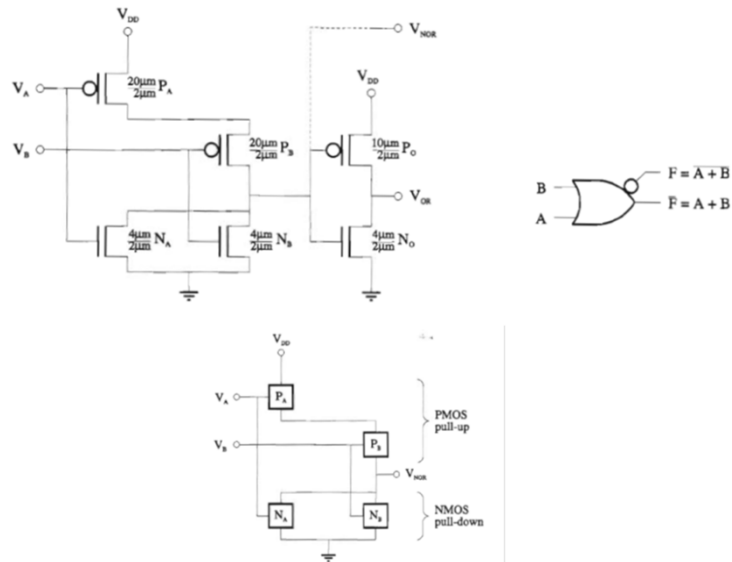 V_DD
V_NOR
V_A
20μm/2μm P_A
V_DD
V_B
20μm/2μm P_B
10μm/2μm P_O
B
F = \overline{A + B}
V_OR
A
\overline{F} = A + B
4μm/2μm N_A
4μm/2μm N_B
4μm/2μm N_O
V_DD
V_A
P_A
PMOS
pull-up
V_B
P_B
V_NOR
N_A
N_B
NMOS
pull-down